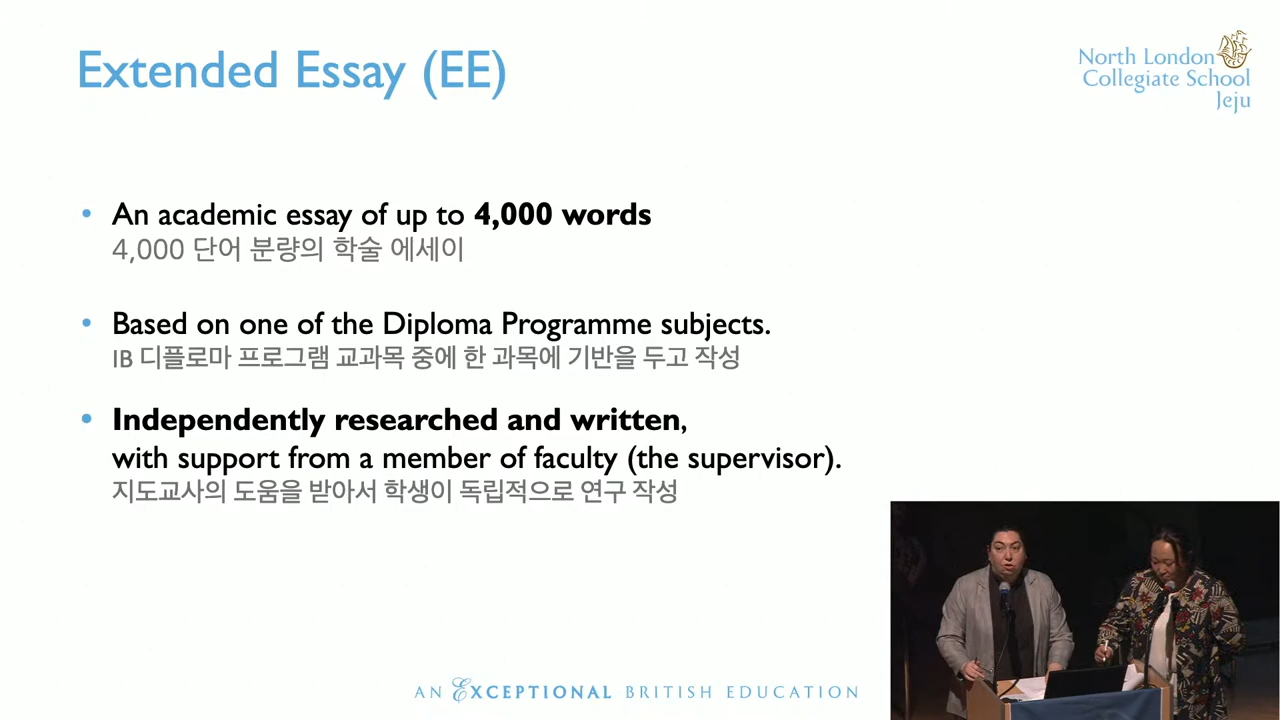 Extended Essay (EE)
North London
Collegiate School
Jeju
• An academic essay of up to 4,000 words
4,000 단어 분량의 학술 에세이
• Based on one of the Diploma Programme subjects.
IB 디플로마 프로그램 교과목 중에 한 과목에 기반을 두고 작성
• Independently researched and written,
with support from a member of faculty (the supervisor).
지도교사의 도움을 받아서 학생이 독립적으로 연구 작성
AN EXCEPTIONAL BRITISH EDUCATION